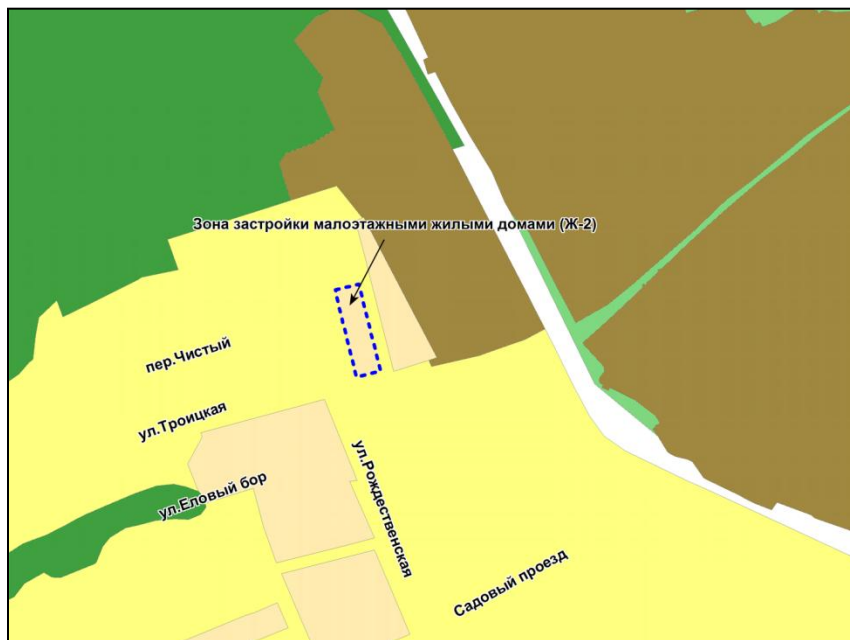 Зона застройки малоэтажными жилыми домами (Ж-2)
пер.Чистый
ул.Троицкая
ул.Еловый бор
ул.Рождественская
Садовый проезд